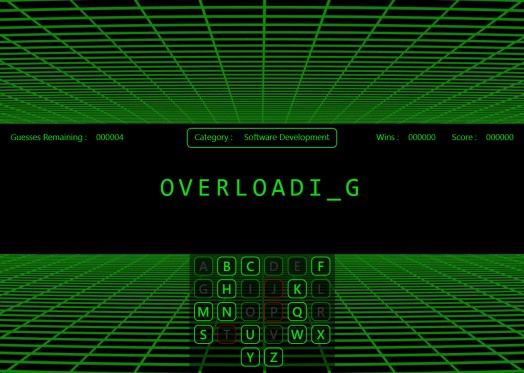 Guesses Remaining : 000004 Category : Software Development Wins : 000000 Score : 000000
OVERLOADI_G
A B C D E F
G H I J K L
M N O P Q R
S T U V W X
Y Z